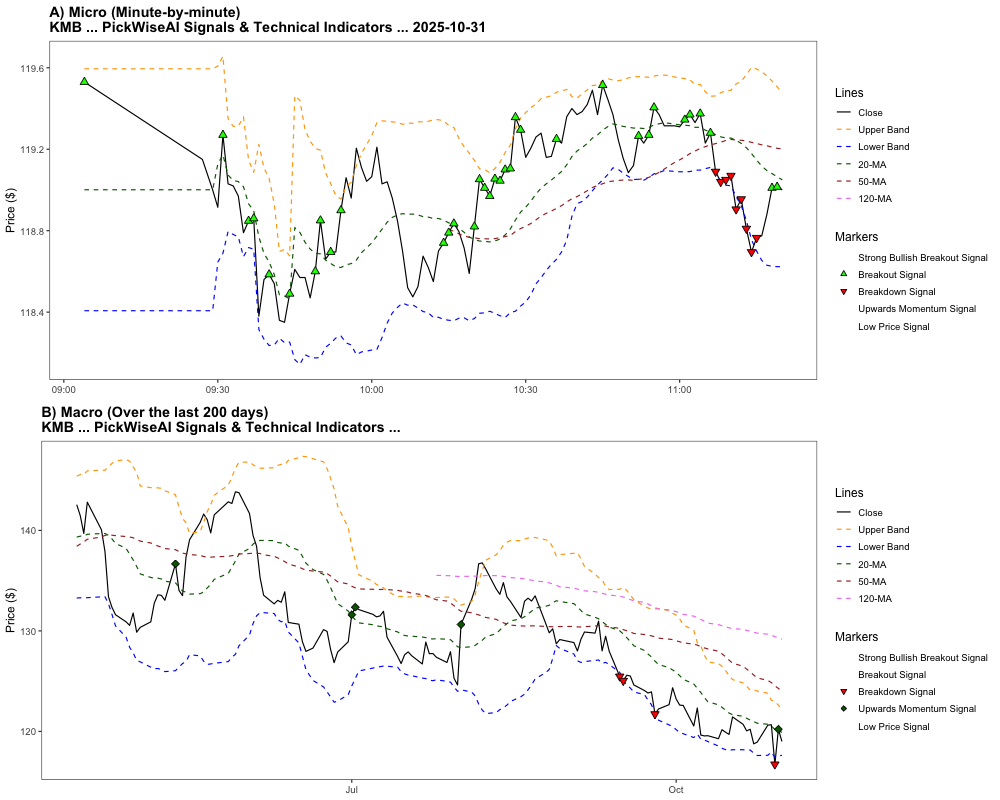 A) Micro (Minute-by-minute)
KMB ... PickWiseAI Signals & Technical Indicators ... 2025-10-31
Price ($)
119.6
119.2
118.8
118.4
09:00
09:30
10:00
10:30
11:00
Lines
Close
Upper Band
Lower Band
20-MA
50-MA
120-MA
Markers
Strong Bullish Breakout Signal
Breakout Signal
Breakdown Signal
Upwards Momentum Signal
Low Price Signal
B) Macro (Over the last 200 days)
KMB ... PickWiseAI Signals & Technical Indicators ...
Price ($)
140
130
120
Jul
Oct
Lines
Close
Upper Band
Lower Band
20-MA
50-MA
120-MA
Markers
Strong Bullish Breakout Signal
Breakout Signal
Breakdown Signal
Upwards Momentum Signal
Low Price Signal